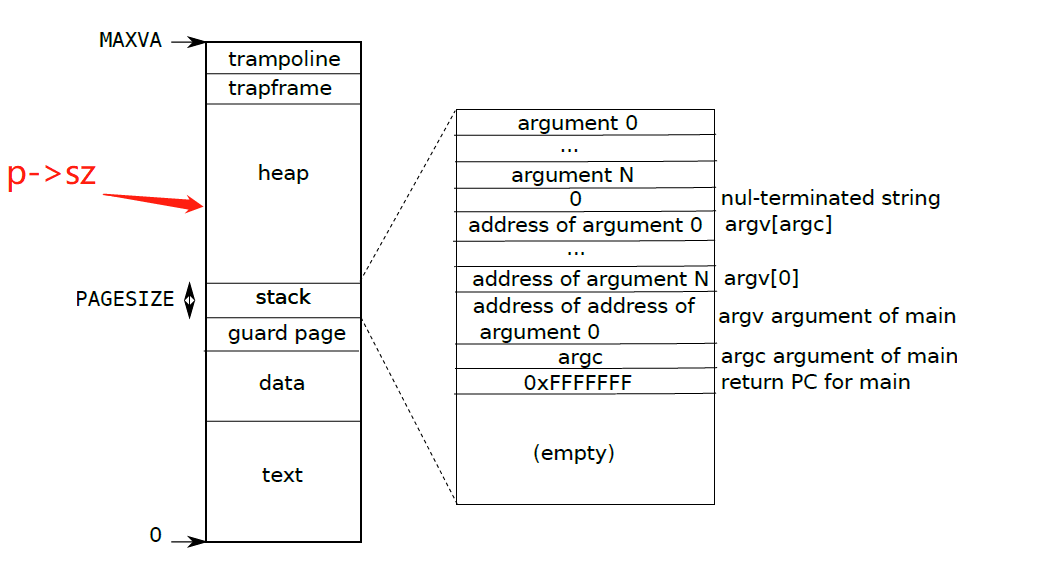 MAXVA
trampoline
trapframe
p->sz
heap
PAGESIZE
stack
guard page
data
text
0
argument 0
...
argument N
0
nul-terminated string
address of argument 0
argv[argc]
...
address of argument N
argv[0]
address of address of
argument 0
argv argument of main
argc
argc argument of main
0xFFFFFFF
return PC for main
(empty)